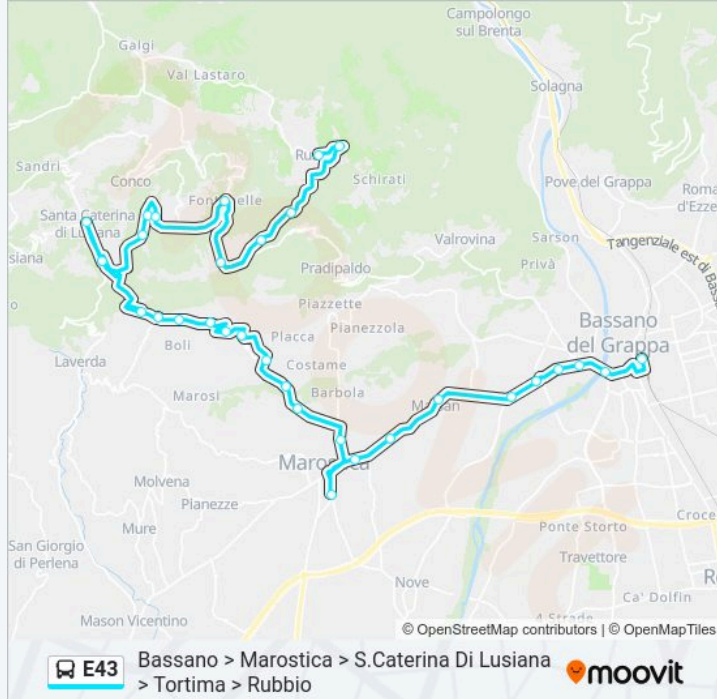 Campolongo
sul Brenta
Galgi
Val Lastaro
Solagna
Sandri
Conco
Schirati
Pove del Grappa
Santa Caterina
di Lusiana
Valrovina
Sarson
Privà
Tangenziale est di Bassa
Pradipaldo
Piazzette
Pianezzola
Bassano
del Grappa
Placca
Boli
Costame
Laverda
Marosi
Barbola
Marostica
Molvena
Pianezze
Mure
San Giorgio
di Perlena
Ponte Storto
Croce
Travettore
Nove
Ca' Dolfin
Mason Vicentino
© OpenStreetMap contributors | © OpenMapTiles
E43
Bassano > Marostica > S.Caterina Di Lusiana
> Tortima > Rubbio
moovit